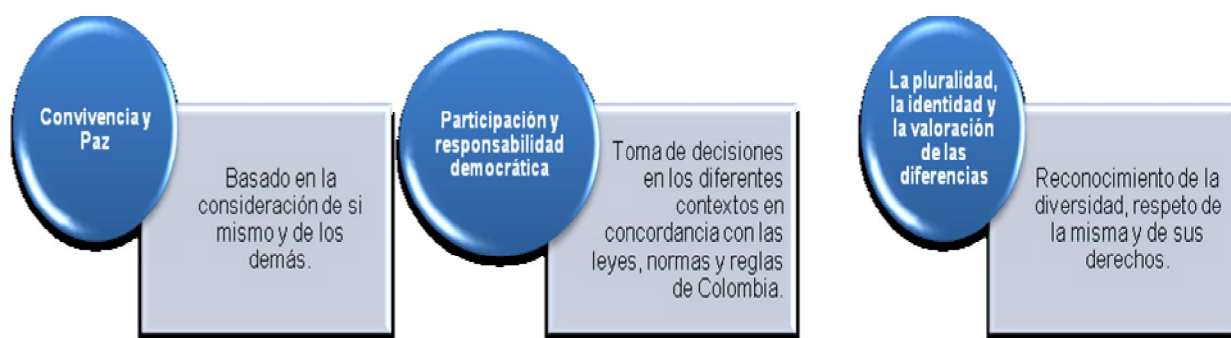 Convivencia y
Paz
Basado en la
consideración de si
mismo y de los
demás.
Participación y
responsabilidad
democrática
Toma de decisiones
en los diferentes
contextos en
concordancia con las
leyes, normas y reglas
de Colombia.
La pluralidad,
la identidad y
la valoración
de las
diferencias
Reconocimiento de la
diversidad, respeto de
la misma y de sus
derechos.